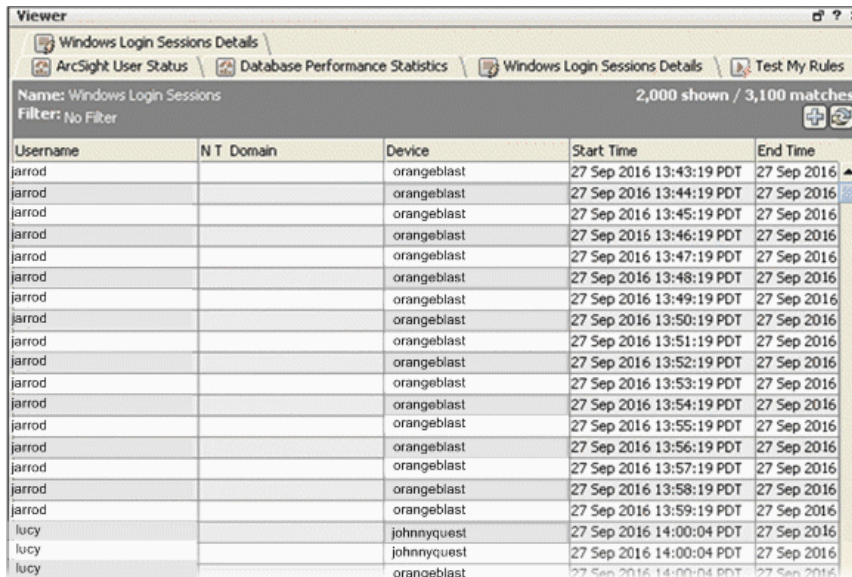 Viewer ?
Windows Login Sessions Details
ArcSight User Status Database Performance Statistics Windows Login Sessions Details Test My Rules
Name: Windows Login Sessions 2,000 shown / 3,100 matches
Filter: No Filter
Username N T Domain Device Start Time End Time
jarrod orangeblast 27 Sep 2016 13:43:19 PDT 27 Sep 2016
jarrod orangeblast 27 Sep 2016 13:44:19 PDT 27 Sep 2016
jarrod orangeblast 27 Sep 2016 13:45:19 PDT 27 Sep 2016
jarrod orangeblast 27 Sep 2016 13:46:19 PDT 27 Sep 2016
jarrod orangeblast 27 Sep 2016 13:47:19 PDT 27 Sep 2016
jarrod orangeblast 27 Sep 2016 13:48:19 PDT 27 Sep 2016
jarrod orangeblast 27 Sep 2016 13:49:19 PDT 27 Sep 2016
jarrod orangeblast 27 Sep 2016 13:50:19 PDT 27 Sep 2016
jarrod orangeblast 27 Sep 2016 13:51:19 PDT 27 Sep 2016
jarrod orangeblast 27 Sep 2016 13:52:19 PDT 27 Sep 2016
jarrod orangeblast 27 Sep 2016 13:53:19 PDT 27 Sep 2016
jarrod orangeblast 27 Sep 2016 13:54:19 PDT 27 Sep 2016
jarrod orangeblast 27 Sep 2016 13:55:19 PDT 27 Sep 2016
jarrod orangeblast 27 Sep 2016 13:56:19 PDT 27 Sep 2016
jarrod orangeblast 27 Sep 2016 13:57:19 PDT 27 Sep 2016
jarrod orangeblast 27 Sep 2016 13:58:19 PDT 27 Sep 2016
jarrod orangeblast 27 Sep 2016 13:59:19 PDT 27 Sep 2016
lucy johnnyquest 27 Sep 2016 14:00:04 PDT 27 Sep 2016
lucy johnnyquest 27 Sep 2016 14:00:04 PDT 27 Sep 2016
lucy orangeblast 27 Sep 2016 14:00:04 PDT 27 Sep 2016